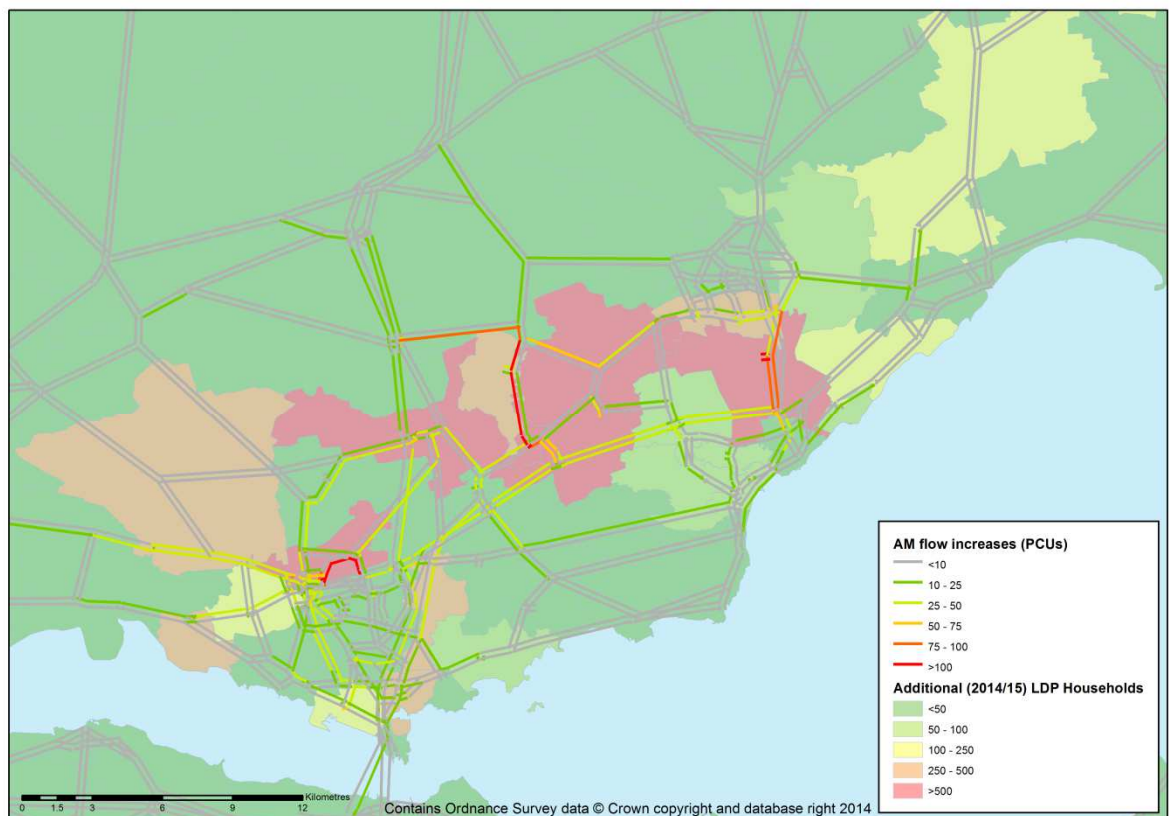 AM flow increases (PCUs)
<10
10 - 25
25 - 50
50 - 75
75 - 100
>100
Additional (2014/15) LDP Households
<50
50 - 100
100 - 250
250 - 500
>500
Kilometres
0 1.5 3 6 9 12
Contains Ordnance Survey data © Crown copyright and database right 2014